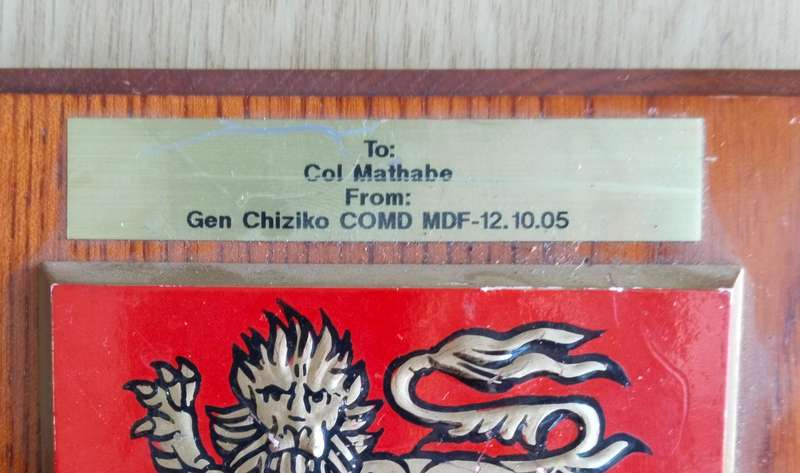 To:
Col Mathabe
From:
Gen Chiziko COMD MDF-12.10.05